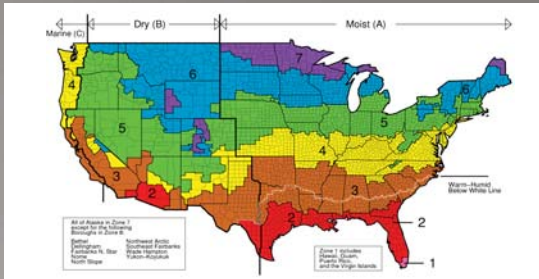 Dry (B)
Moist (A)
Marine (C)
7
6
6
4
5
5
4
3
3
2
2
2
1
Warm-Humid
Below White Line
All of Alaska in Zone 7
except for the following
Boroughs in Zone 8:
Bethel
Northwest Arctic
Dellingham
Southeast Fairbanks
Fairbanks N. Star
Wade Hampton
Nome
Yukon-Koyukuk
North Slope
Zone 1 includes
Hawaii, Guam,
Puerto Rico,
and the Virgin Islands